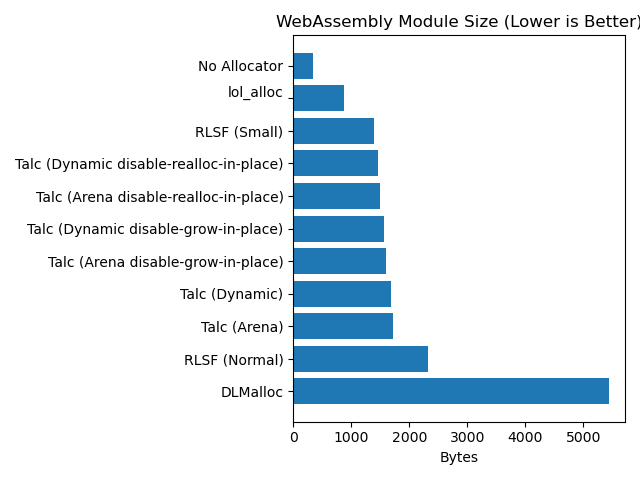 WebAssembly Module Size (Lower is Better)
No Allocator
lol_alloc
RLSF (Small)
Talc (Dynamic disable-realloc-in-place)
Talc (Arena disable-realloc-in-place)
Talc (Dynamic disable-grow-in-place)
Talc (Arena disable-grow-in-place)
Talc (Dynamic)
Talc (Arena)
RLSF (Normal)
DLMalloc
0 1000 2000 3000 4000 5000
Bytes